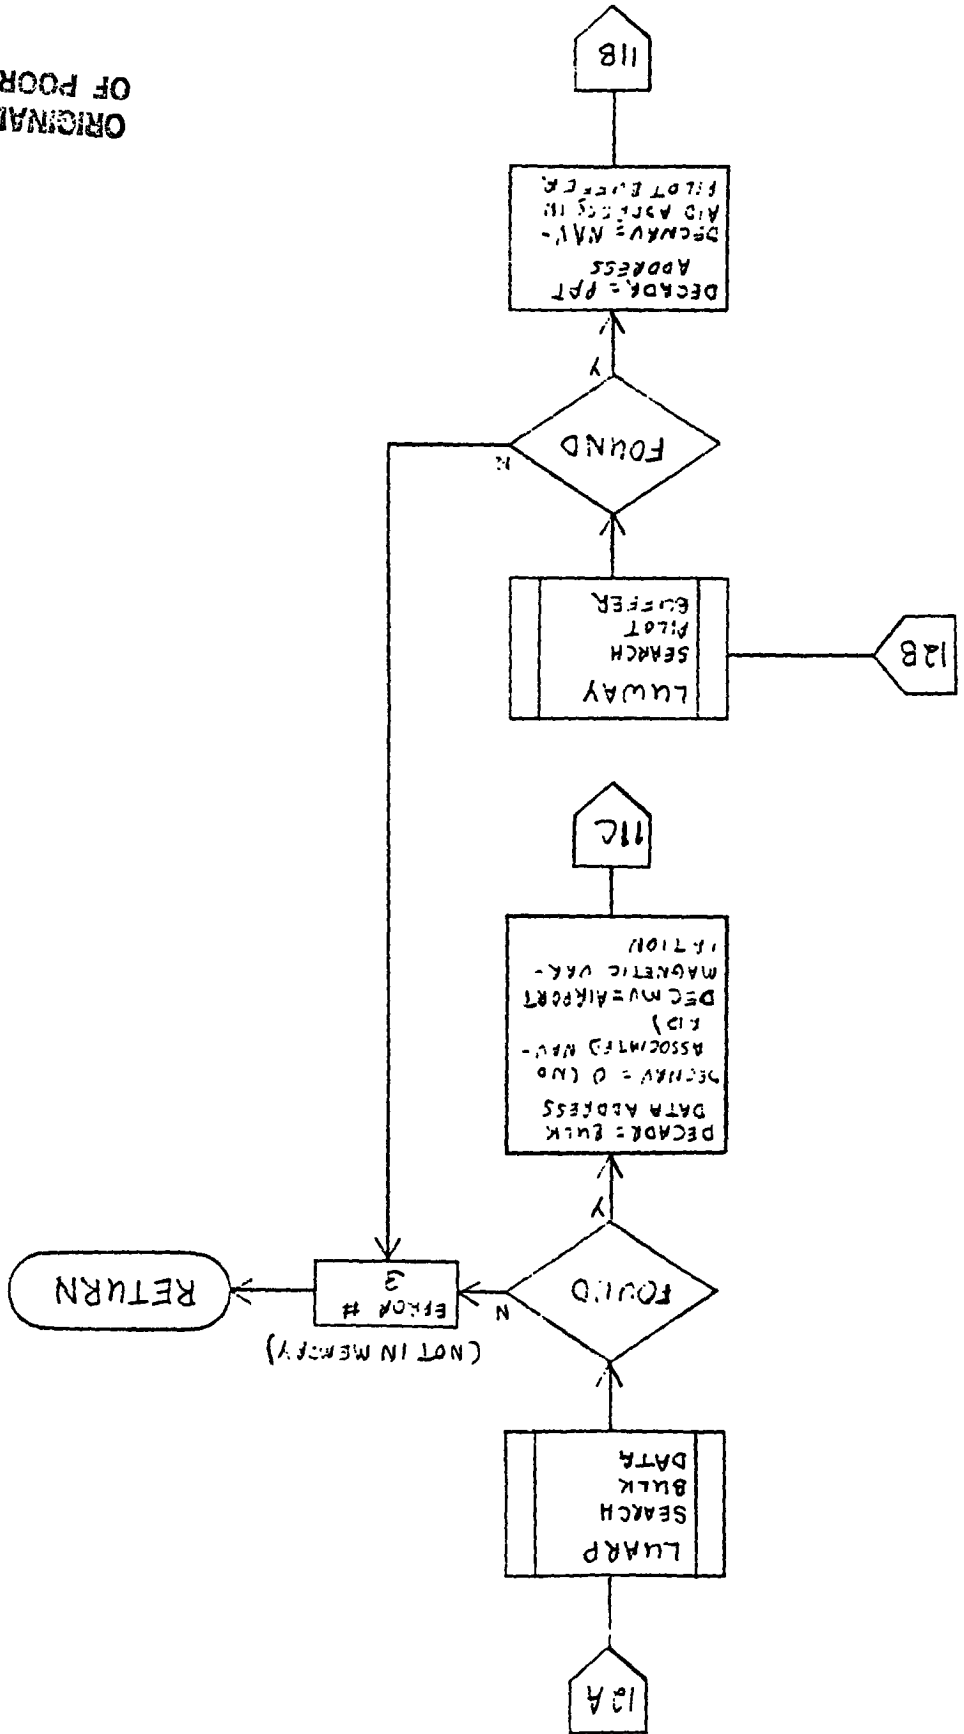 12A
LUARP
SEARCH
BULK
DATA
FOUND
N
Y
(NOT IN MEMORY)
ERROR #
3
RETURN
DECADR = BULK
DATA ADDRESS
DECNAV = 0 (NO
ASSOCIATED NAV-
AID)
DECMV = AIRPORT
MAGNETIC VAR-
IATION
11C
12B
LUWAY
SEARCH
PILOT
BUFFER
FOUND
N
Y
DECADR = PPT
ADDRESS
DECNAV = NAV-
AID ADDRESS IN
PILOT BUFFER
11B
ORIGINAL
OF POOR